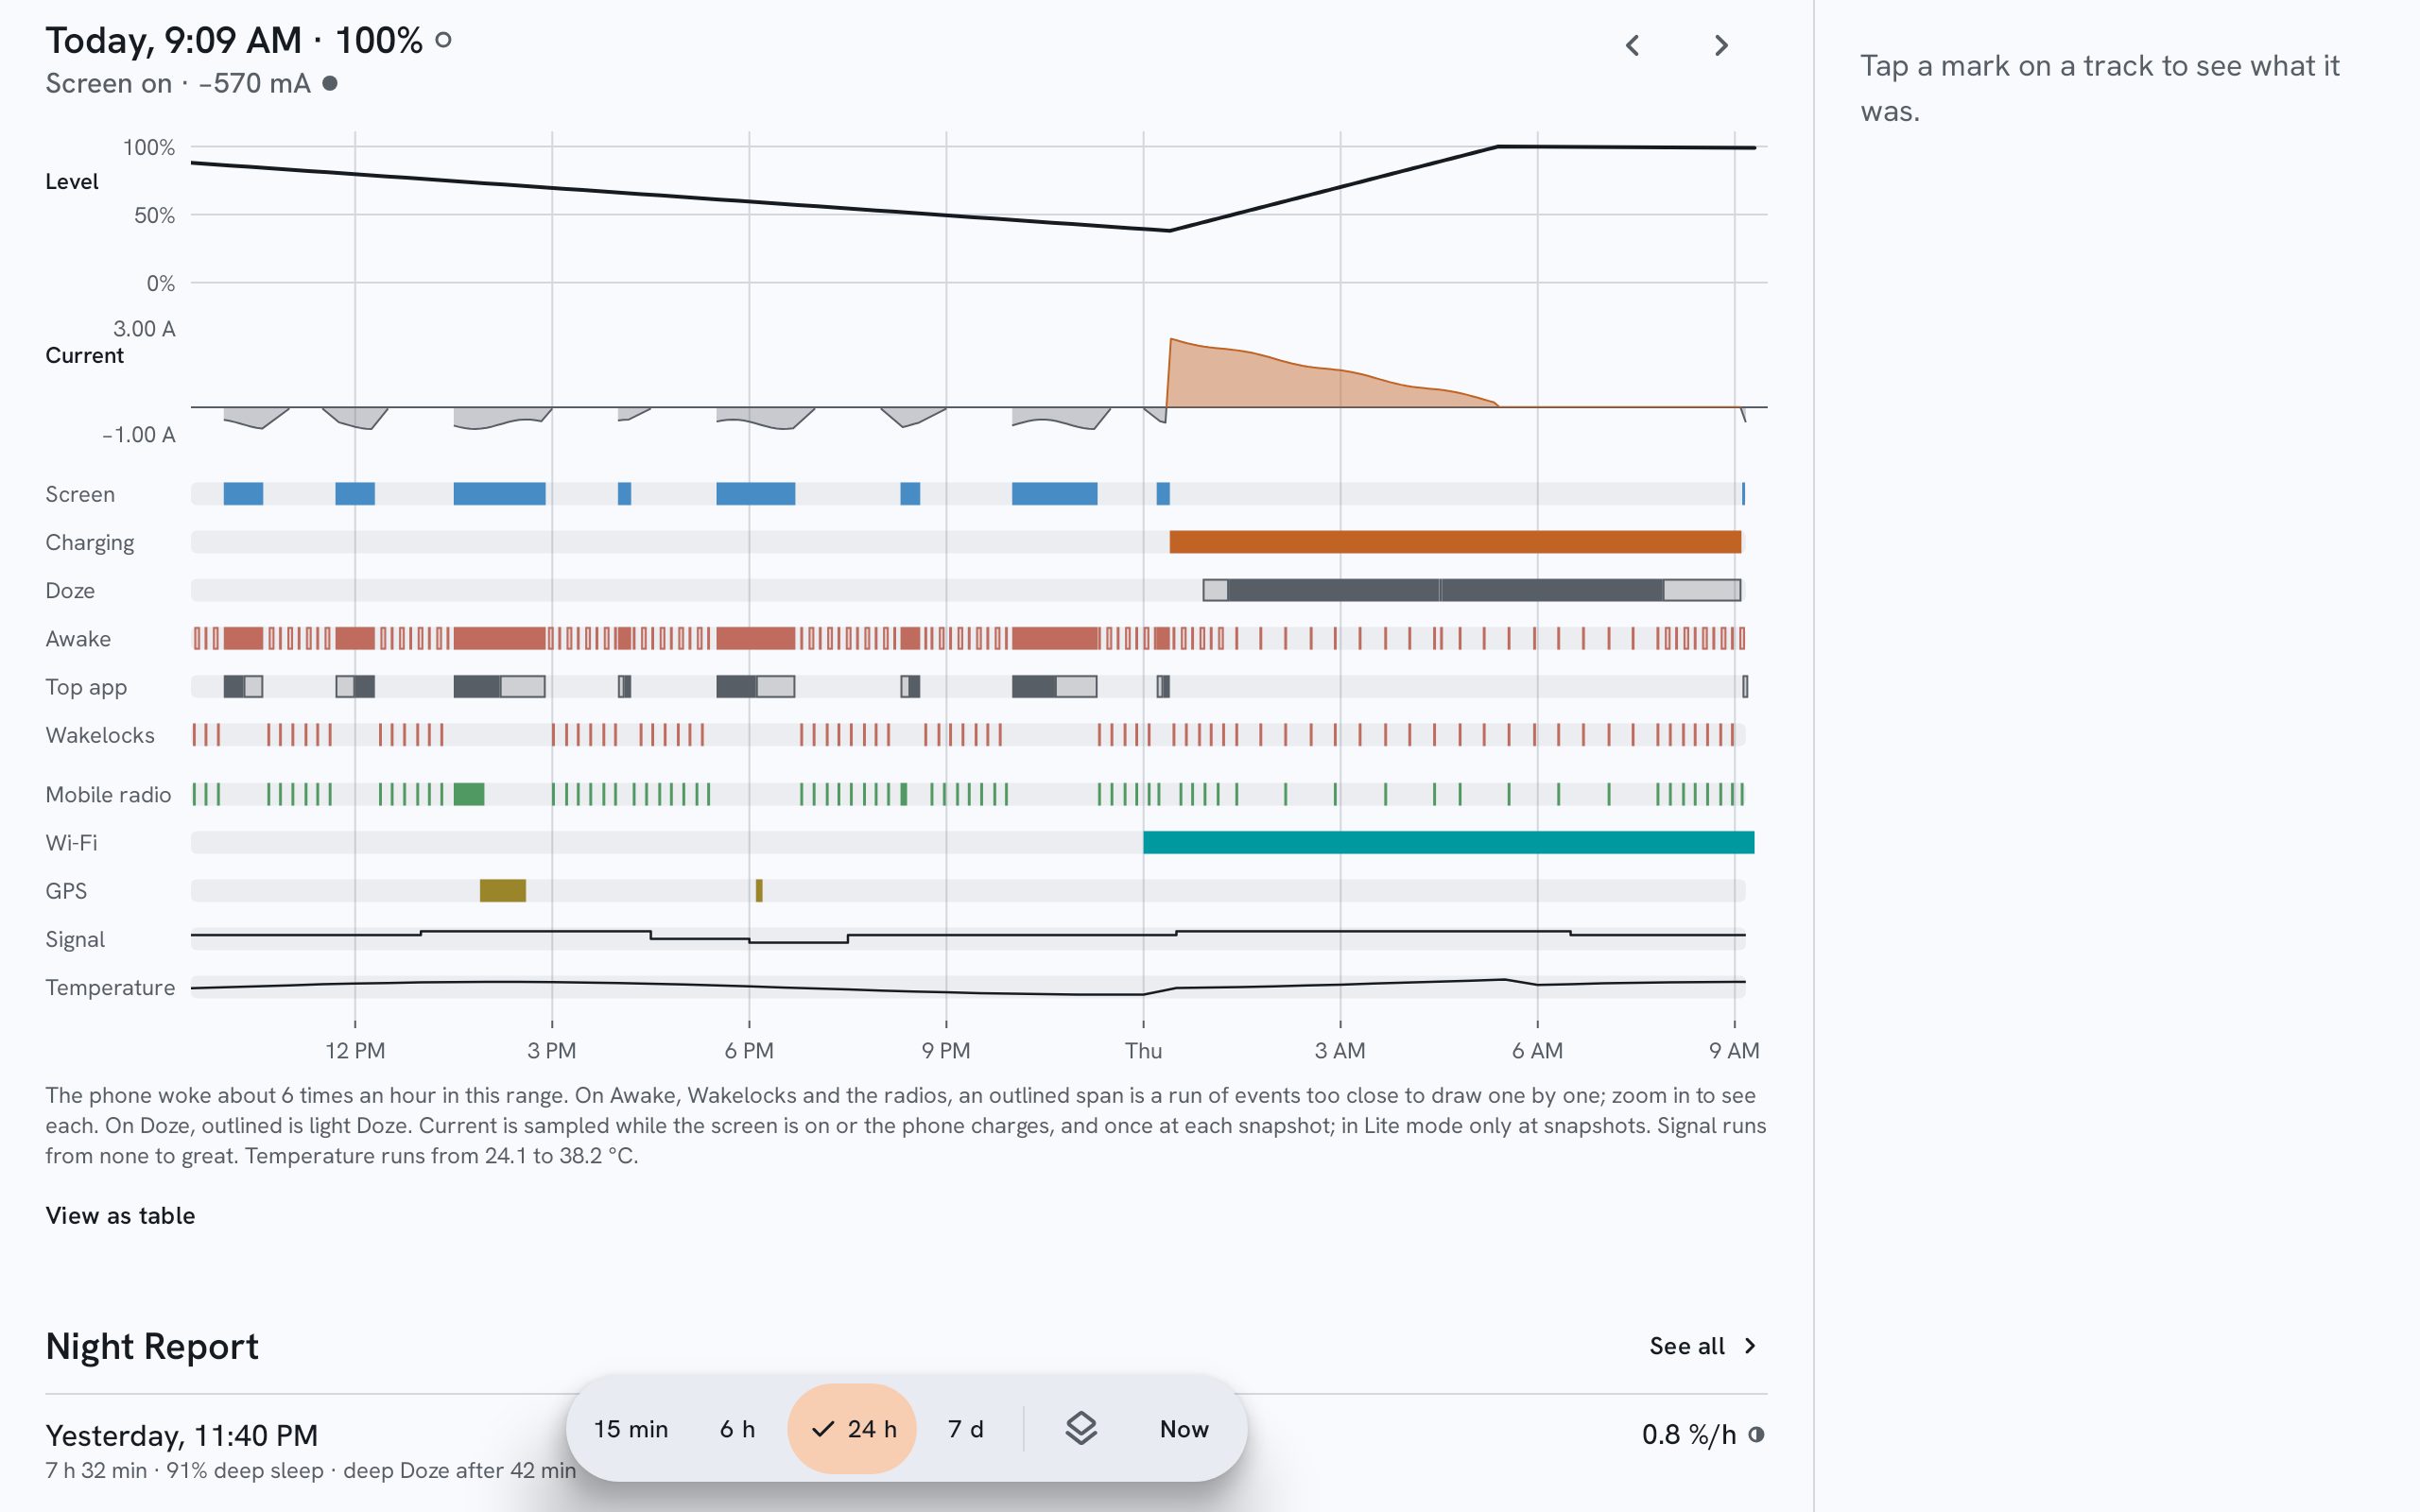 Today, 9:09 AM · 100%
Screen on · −570 mA
Tap a mark on a track to see what it
was.
100%
Level
50%
0%
3.00 A
Current
−1.00 A
Screen
Charging
Doze
Awake
Top app
Wakelocks
Mobile radio
Wi-Fi
GPS
Signal
Temperature
12 PM 3 PM 6 PM 9 PM Thu 3 AM 6 AM 9 AM
The phone woke about 6 times an hour in this range. On Awake, Wakelocks and the radios, an outlined span is a run of events too close to draw one by one; zoom in to see
each. On Doze, outlined is light Doze. Current is sampled while the screen is on or the phone charges, and once at each snapshot; in Lite mode only at snapshots. Signal runs
from none to great. Temperature runs from 24.1 to 38.2 °C.
View as table
Night Report
See all
Yesterday, 11:40 PM
0.8 %/h
7 h 32 min · 91% deep sleep · deep Doze after 42 min
15 min 6 h 24 h 7 d Now